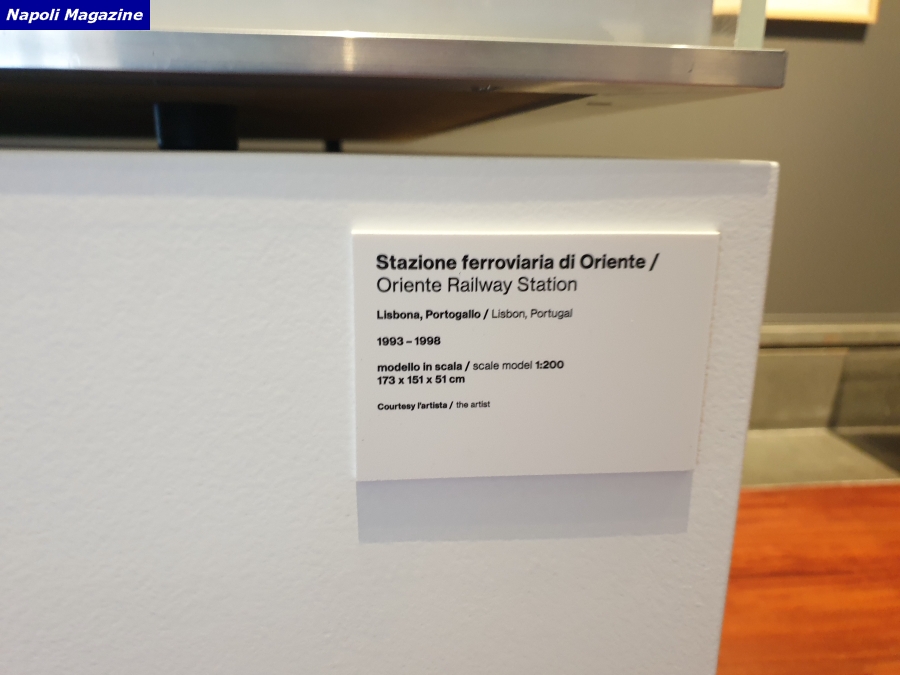 Napoli Magazine
Stazione ferroviaria di Oriente /
Oriente Railway Station
Lisbona, Portogallo / Lisbon, Portugal
1993 – 1998
modello in scala / scale model 1:200
173 x 151 x 51 cm
Courtesy l'artista / the artist